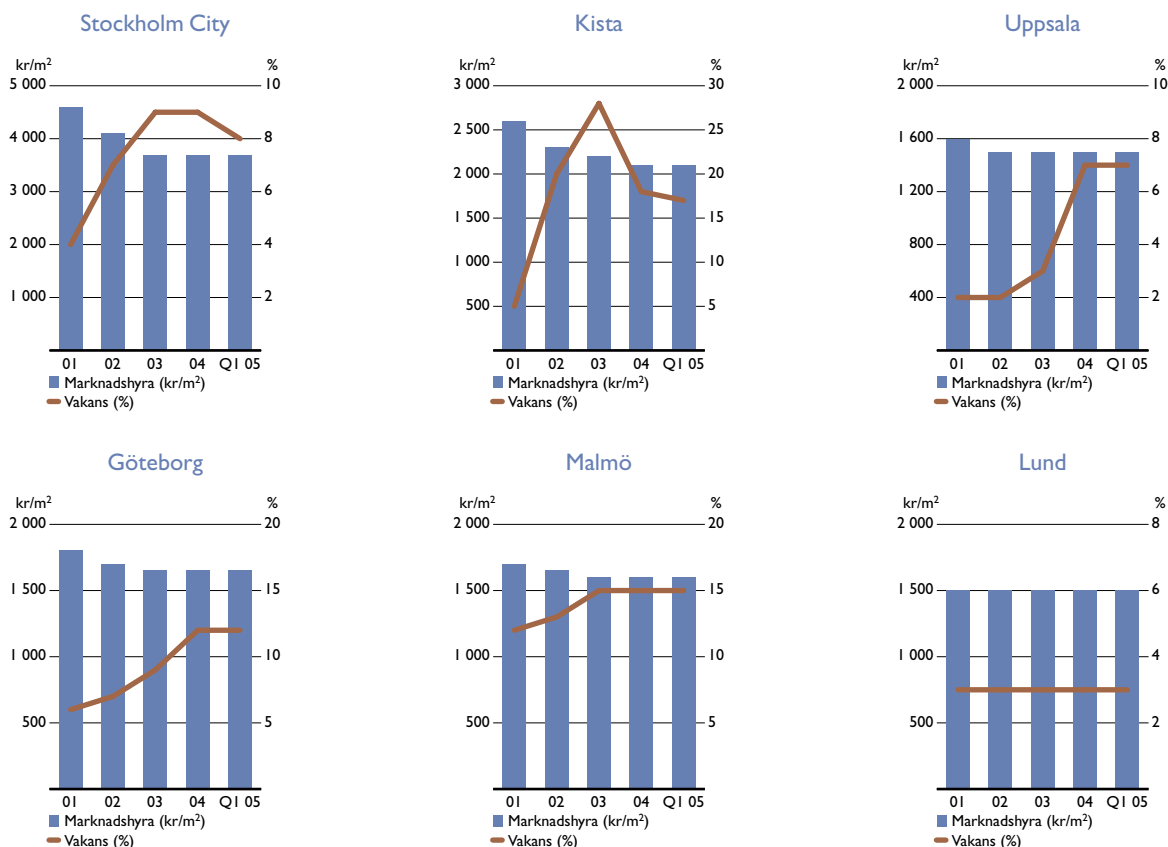 Stockholm City
kr/m² %
5 000 10
4 000 8
3 000 6
2 000 4
1 000 2
01 02 03 04 Q1 05
Marknadshyra (kr/m²)
Vakans (%)
Kista
kr/m² %
3 000 30
2 500 25
2 000 20
1 500 15
1 000 10
500 5
01 02 03 04 Q1 05
Marknadshyra (kr/m²)
Vakans (%)
Uppsala
kr/m² %
2 000 10
1 600 8
1 200 6
800 4
400 2
01 02 03 04 Q1 05
Marknadshyra (kr/m²)
Vakans (%)
Göteborg
kr/m² %
2 000 20
1 500 15
1 000 10
500 5
01 02 03 04 Q1 05
Marknadshyra (kr/m²)
Vakans (%)
Malmö
kr/m² %
2 000 20
1 500 15
1 000 10
500 5
01 02 03 04 Q1 05
Marknadshyra (kr/m²)
Vakans (%)
Lund
kr/m² %
2 000 8
1 500 6
1 000 4
500 2
01 02 03 04 Q1 05
Marknadshyra (kr/m²)
Vakans (%)